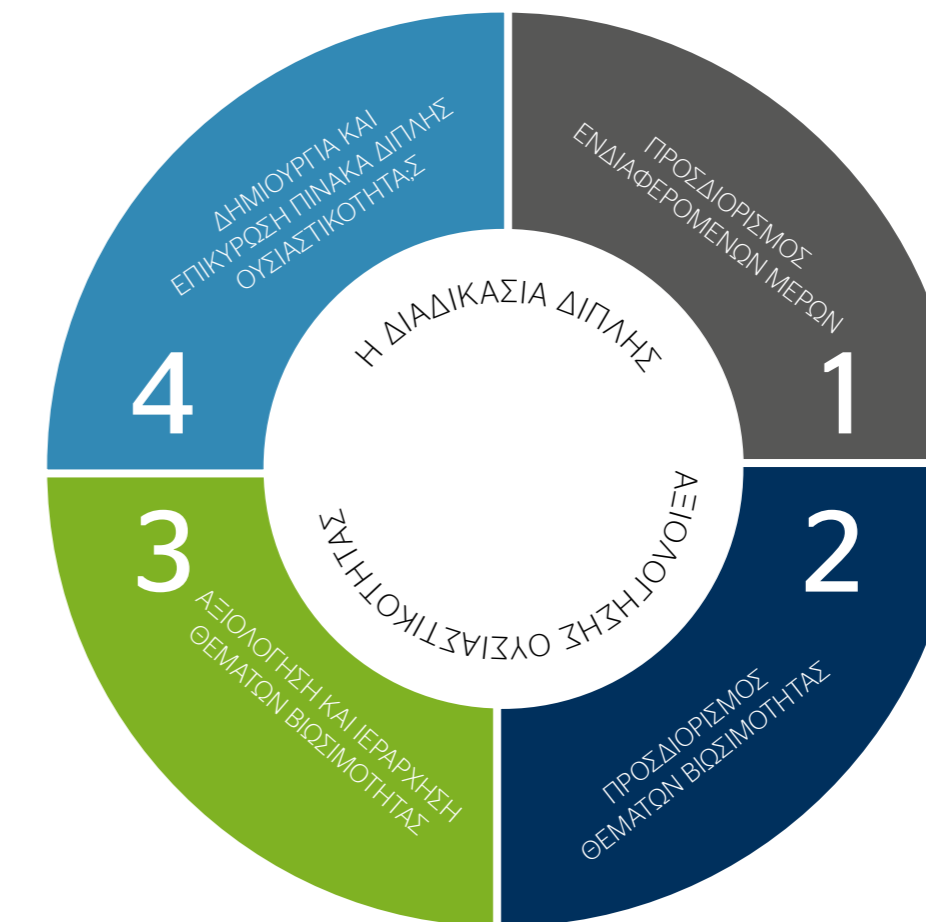 Η ΔΙΑΔΙΚΑΣΙΑ ΔΙΠΛΗΣ
ΑΞΙΟΛΟΓΗΣΗΣ ΟΥΣΙΑΣΤΙΚΟΤΗΤΑΣ
ΠΡΟΣΔΙΟΡΙΣΜΟΣ
ΕΝΔΙΑΦΕΡΟΜΕΝΩΝ ΜΕΡΩΝ
1
2
ΠΡΟΣΔΙΟΡΙΣΜΟΣ
ΘΕΜΑΤΩΝ ΒΙΩΣΙΜΟΤΗΤΑΣ
3
ΑΞΙΟΛΟΓΗΣΗ ΚΑΙ ΙΕΡΑΡΧΗΣΗ
ΘΕΜΑΤΩΝ ΒΙΩΣΙΜΟΤΗΤΑΣ
ΔΗΜΙΟΥΡΓΙΑ ΚΑΙ
ΕΠΙΚΥΡΩΣΗ ΠΙΝΑΚΑ ΔΙΠΛΗΣ
ΟΥΣΙΑΣΤΙΚΟΤΗΤΑ;Σ
4